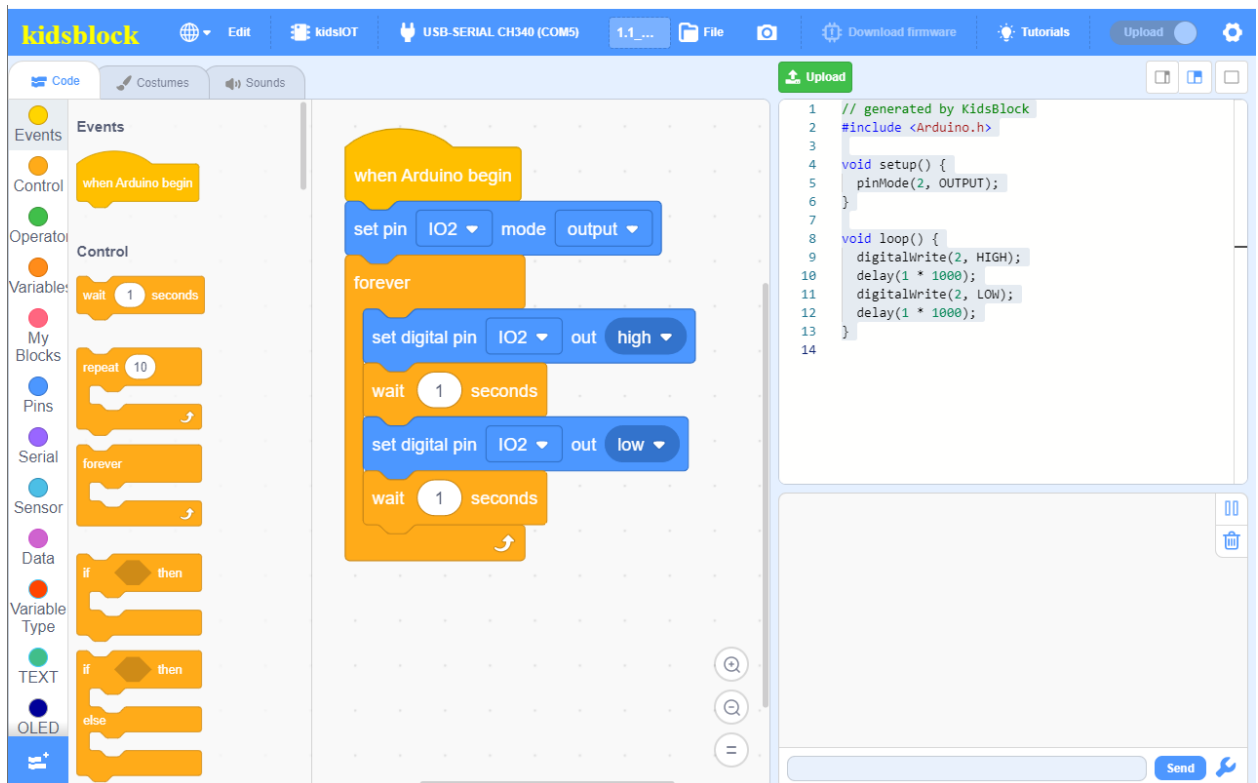 kidsblock
Edit
kidsIOT
USB-SERIAL CH340 (COM5)
1.1_...
File
Download firmware
Tutorials
Upload
Code
Costumes
Sounds
Upload
Events
Control
Operator
Variables
My
Blocks
Pins
Serial
Sensor
Data
Variable
Type
TEXT
OLED
Events
when Arduino begin
Control
wait 1 seconds
repeat 10
forever
if then
if then
else
when Arduino begin
set pin IO2 mode output
forever
set digital pin IO2 out high
wait 1 seconds
set digital pin IO2 out low
wait 1 seconds
=
1 // generated by KidsBlock
2 #include <Arduino.h>
3
4 void setup() {
5 pinMode(2, OUTPUT);
6 }
7
8 void loop() {
9 digitalWrite(2, HIGH);
10 delay(1 * 1000);
11 digitalWrite(2, LOW);
12 delay(1 * 1000);
13 }
14
Send